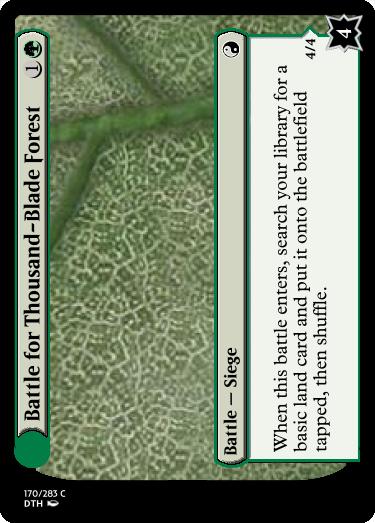 Battle for Thousand-Blade Forest 1
Battle — Siege
When this battle enters, search your library for a
basic land card and put it onto the battlefield
tapped, then shuffle.
4/4
4
170/283 C
DTH